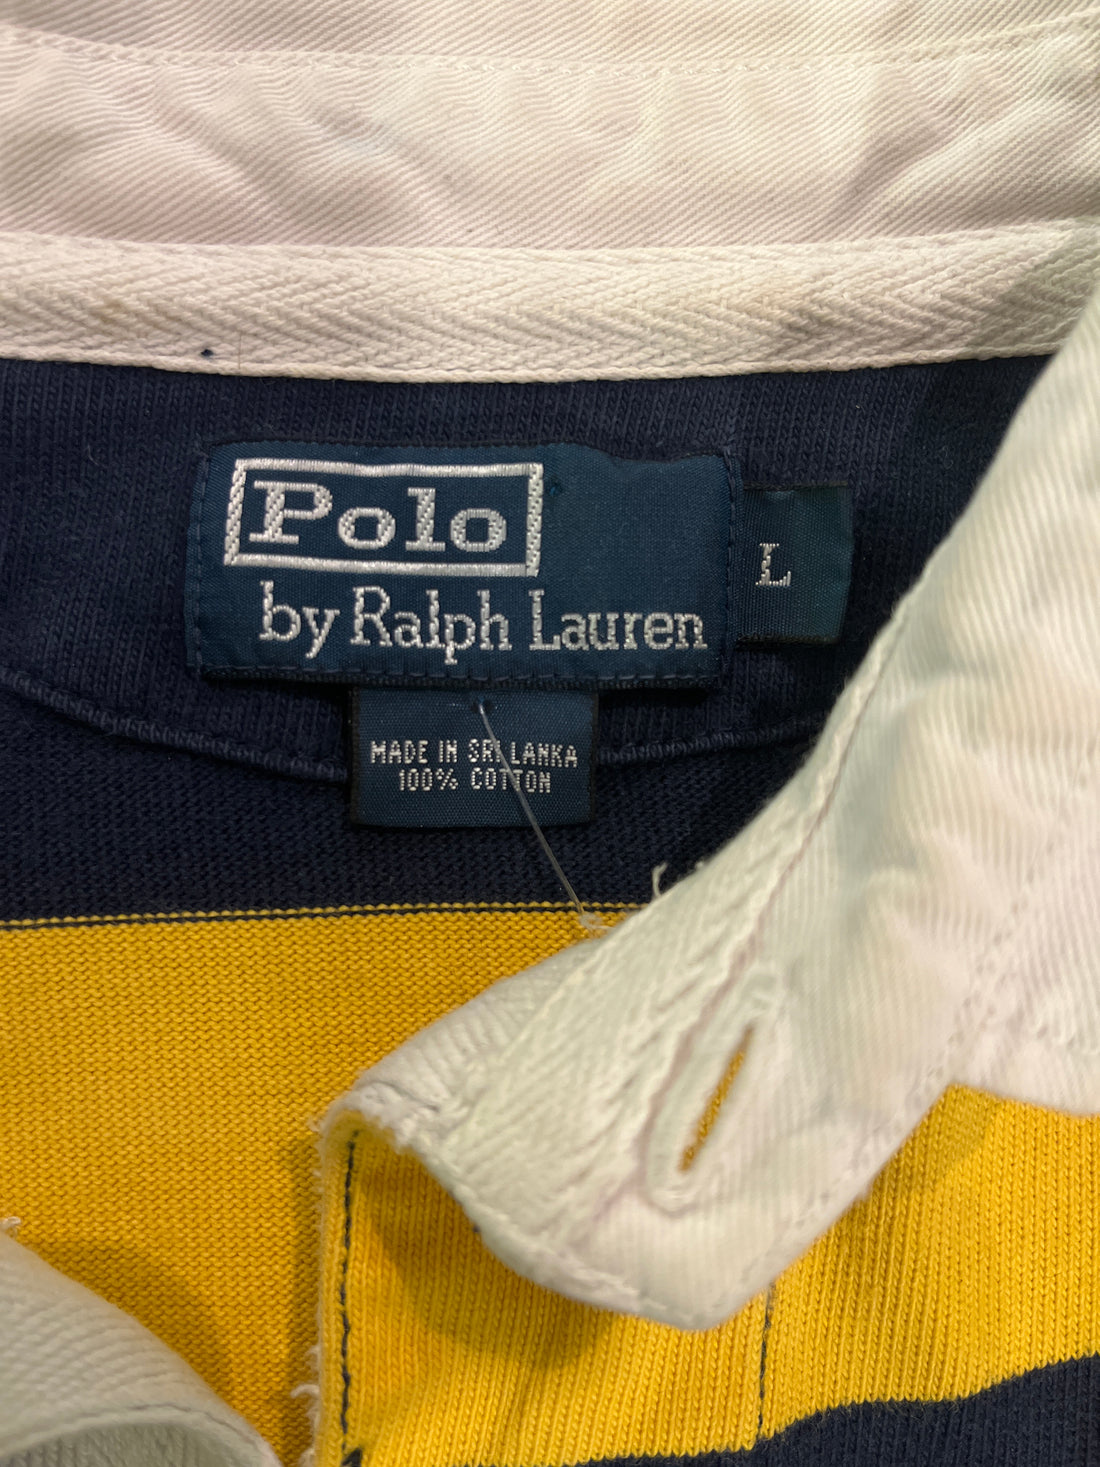 Polo
by Ralph Lauren
L
MADE IN SRI LANKA
100% COTTON